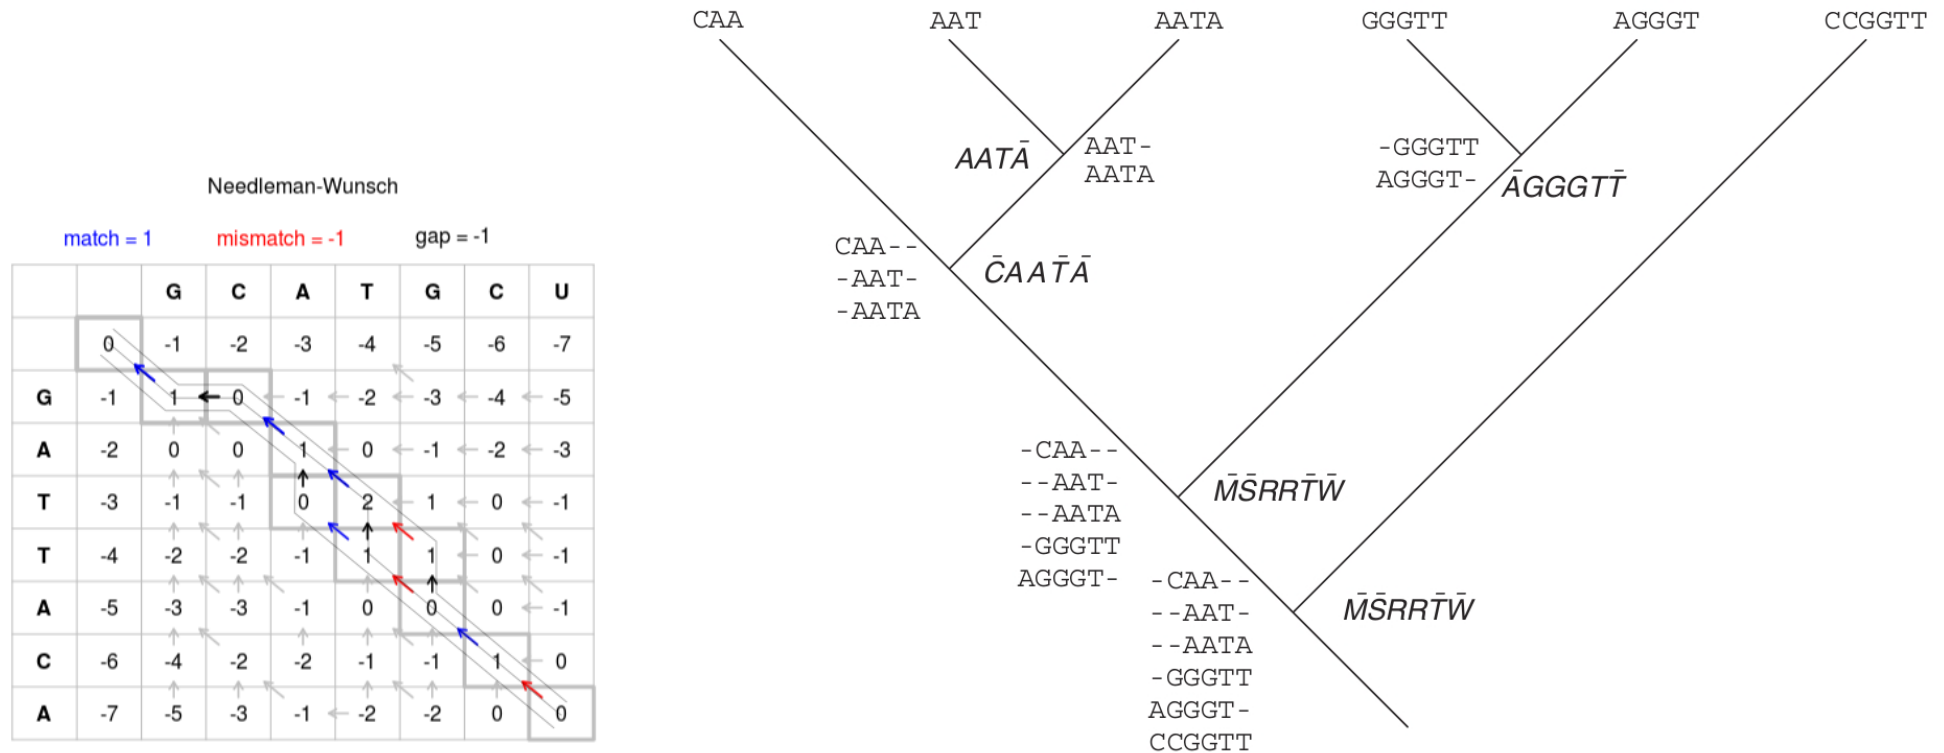 Needleman-Wunsch
match = 1 mismatch = -1 gap = -1
G C A T G C U
0 -1 -2 -3 -4 -5 -6 -7
G -1 1 0 -1 -2 -3 -4 -5
A -2 0 0 1 0 -1 -2 -3
T -3 -1 -1 0 2 1 0 -1
T -4 -2 -2 -1 1 1 0 -1
A -5 -3 -3 -1 0 0 0 -1
C -6 -4 -2 -2 -1 -1 1 0
A -7 -5 -3 -1 -2 -2 0 0
CAA AAT AATA GGGTT AGGGT CCGGTT
AATĀ
AAT-
AATA
-GGGTT
AGGGT-
ĀGGGTT̄
CAA--
-AAT-
-AATA
C̄AAT̄Ā
-CAA--
--AAT-
--AATA
-GGGTT
AGGGT-
M̄S̄RRT̄W̄
-CAA--
--AAT-
--AATA
-GGGTT
AGGGT-
CCGGTT
M̄S̄RRT̄W̄